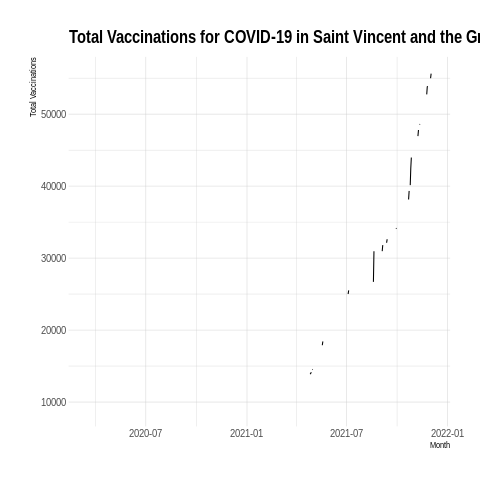 Total Vaccinations for COVID-19 in Saint Vincent and the Gr
Total Vaccinations
50000
40000
30000
20000
10000
2020-07 2021-01 2021-07 2022-01
Month